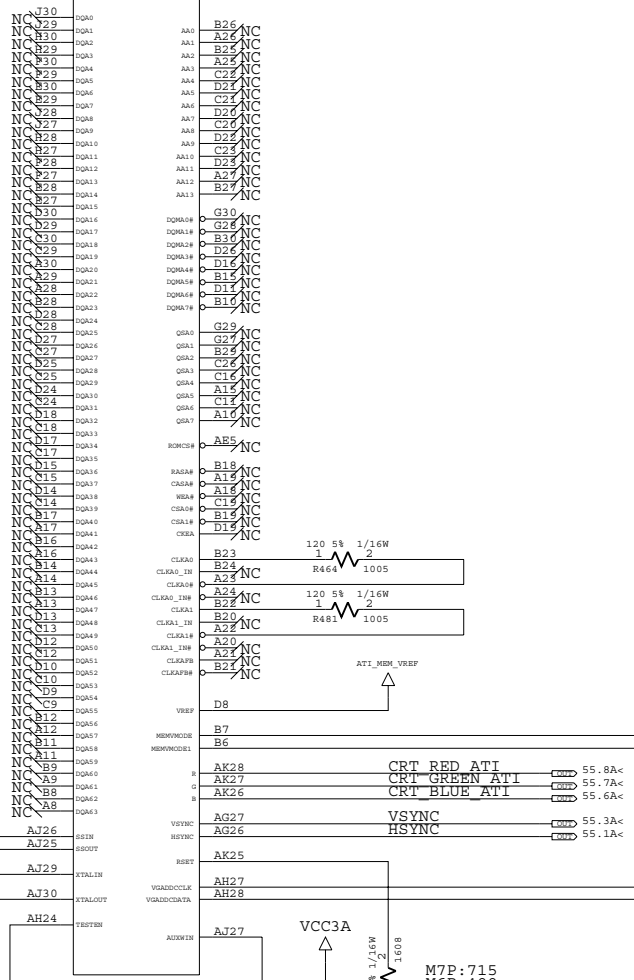 NC J30 DQA0
NC J29 DQA1
NC H30 DQA2
NC H29 DQA3
NC F30 DQA4
NC F29 DQA5
NC E30 DQA6
NC E29 DQA7
NC J28 DQA8
NC J27 DQA9
NC H28 DQA10
NC H27 DQA11
NC F28 DQA12
NC F27 DQA13
NC E28 DQA14
NC E27 DQA15
NC D30 DQA16
NC D29 DQA17
NC C30 DQA18
NC C29 DQA19
NC A30 DQA20
NC A29 DQA21
NC A28 DQA22
NC B28 DQA23
NC D28 DQA24
NC C28 DQA25
NC D27 DQA26
NC C27 DQA27
NC D25 DQA28
NC C25 DQA29
NC D24 DQA30
NC C24 DQA31
NC D18 DQA32
NC C18 DQA33
NC D17 DQA34
NC C17 DQA35
NC D15 DQA36
NC C15 DQA37
NC D14 DQA38
NC C14 DQA39
NC B17 DQA40
NC A17 DQA41
NC B16 DQA42
NC A16 DQA43
NC B14 DQA44
NC A14 DQA45
NC B13 DQA46
NC A13 DQA47
NC D13 DQA48
NC C13 DQA49
NC D12 DQA50
NC C12 DQA51
NC D10 DQA52
NC C10 DQA53
NC D9 DQA54
NC C9 DQA55
NC B12 DQA56
NC A12 DQA57
NC B11 DQA58
NC A11 DQA59
NC B9 DQA60
NC A9 DQA61
NC B8 DQA62
NC A8 DQA63
AJ26 SSIN
AJ25 SSOUT
AJ29 XTALIN
AJ30 XTALOUT
AH24 TESTEN
AA0 B26 NC
AA1 A26 NC
AA2 B25 NC
AA3 A25 NC
AA4 C22 NC
AA5 D21 NC
AA6 C21 NC
AA7 D20 NC
AA8 C20 NC
AA9 D22 NC
AA10 C23 NC
AA11 D23 NC
AA12 A27 NC
AA13 B27 NC
DQMA0# G30 NC
DQMA1# G28 NC
DQMA2# B30 NC
DQMA3# D26 NC
DQMA4# D16 NC
DQMA5# B15 NC
DQMA6# D11 NC
DQMA7# B10 NC
QSA0 G29 NC
QSA1 G27 NC
QSA2 B29 NC
QSA3 C26 NC
QSA4 C16 NC
QSA5 A15 NC
QSA6 C11 NC
QSA7 A10 NC
ROMCS# AE5 NC
RASA# B18 NC
CASA# A19 NC
WEA# A18 NC
CSA0# C19 NC
CSA1# B19 NC
CKEA D19 NC
CLKA0 B23
CLKA0_IN B24 NC
CLKA0# A23
CLKA0_IN# A24 NC
CLKA1 B22
CLKA1_IN B20 NC
CLKA1# A22
CLKA1_IN# A20 NC
CLKAFB A21 NC
CLKAFB# B21 NC
120 5% 1/16W
1 2
R464 1005
120 5% 1/16W
1 2
R481 1005
ATI_MEM_VREF
VREF D8
MEMVMODE B7
MEMVMODE1 B6
R AK28 CRT_RED_ATI OUT 55.8A<
G AK27 CRT_GREEN_ATI OUT 55.7A<
B AK26 CRT_BLUE_ATI OUT 55.6A<
VSYNC AG27 VSYNC OUT 55.3A<
HSYNC AG26 HSYNC OUT 55.1A<
RSET AK25
VGADDCCLK AH27
VGADDCDATA AH28
AUXWIN AJ27
VCC3A
% 1/16W
2
1608
M7P:715